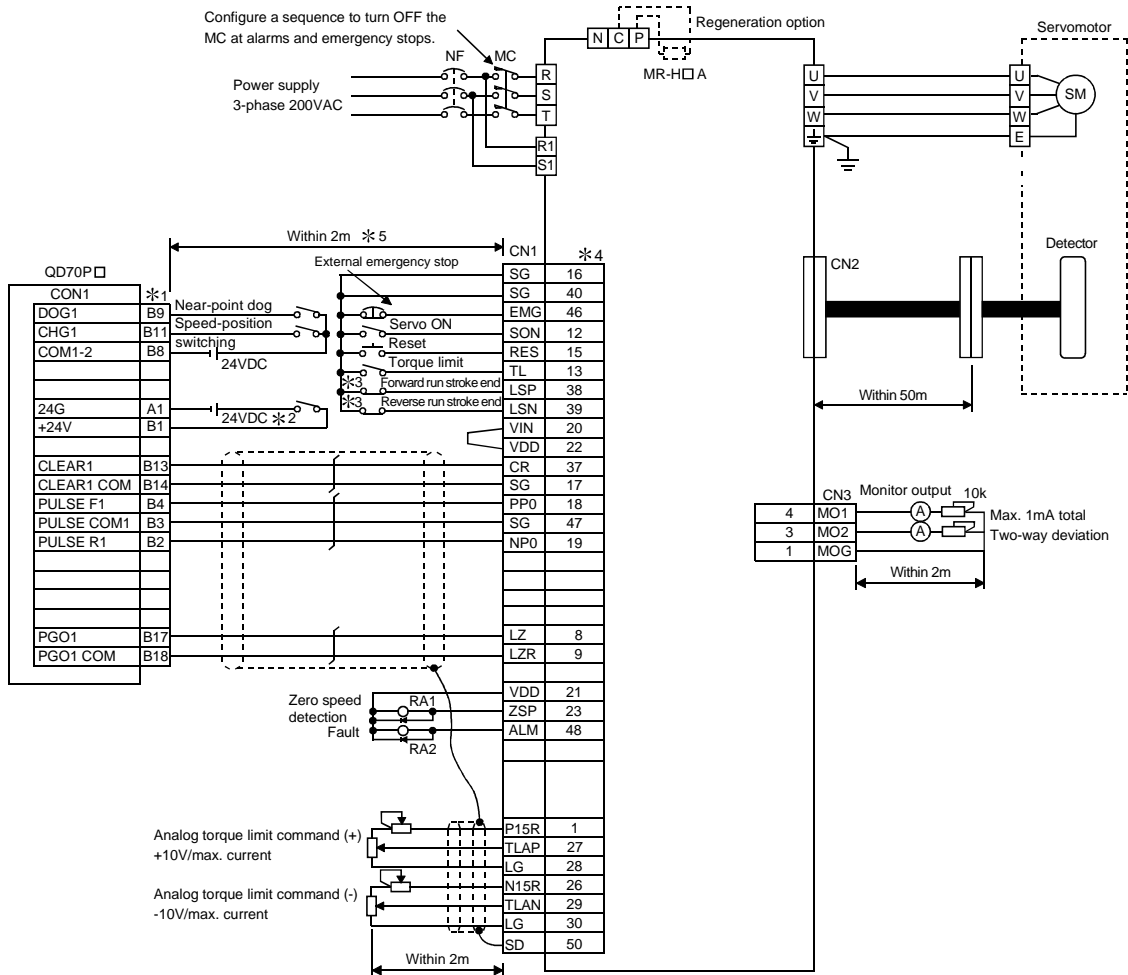 Configure a sequence to turn OFF the
MC at alarms and emergency stops.
Regeneration option
N C P
MR-H□ A
NF MC
Power supply
3-phase 200VAC
R
S
T
R1
S1
Servomotor
U U
V V
W W
E
SM
Within 2m ✻5
External emergency stop
CN1 ✻4
CN2
Detector
Within 50m
QD70P□
CON1 ✻1
DOG1 B9 Near-point dog
CHG1 B11 Speed-position
switching
COM1-2 B8
24VDC
24G A1
+24V B1
24VDC ✻2
CLEAR1 B13
CLEAR1 COM B14
PULSE F1 B4
PULSE COM1 B3
PULSE R1 B2
PGO1 B17
PGO1 COM B18
Servo ON
Reset
Torque limit
✻3 Forward run stroke end
✻3 Reverse run stroke end
SG 16
SG 40
EMG 46
SON 12
RES 15
TL 13
LSP 38
LSN 39
VIN 20
VDD 22
CR 37
SG 17
PP0 18
SG 47
NP0 19
LZ 8
LZR 9
VDD 21
ZSP 23
ALM 48
Zero speed
detection
Fault
RA1
RA2
CN3 Monitor output 10k
4 MO1 A
3 MO2 A
1 MOG
Max. 1mA total
Two-way deviation
Within 2m
Analog torque limit command (+)
+10V/max. current
Analog torque limit command (-)
-10V/max. current
P15R 1
TLAP 27
LG 28
N15R 26
TLAN 29
LG 30
SD 50
Within 2m